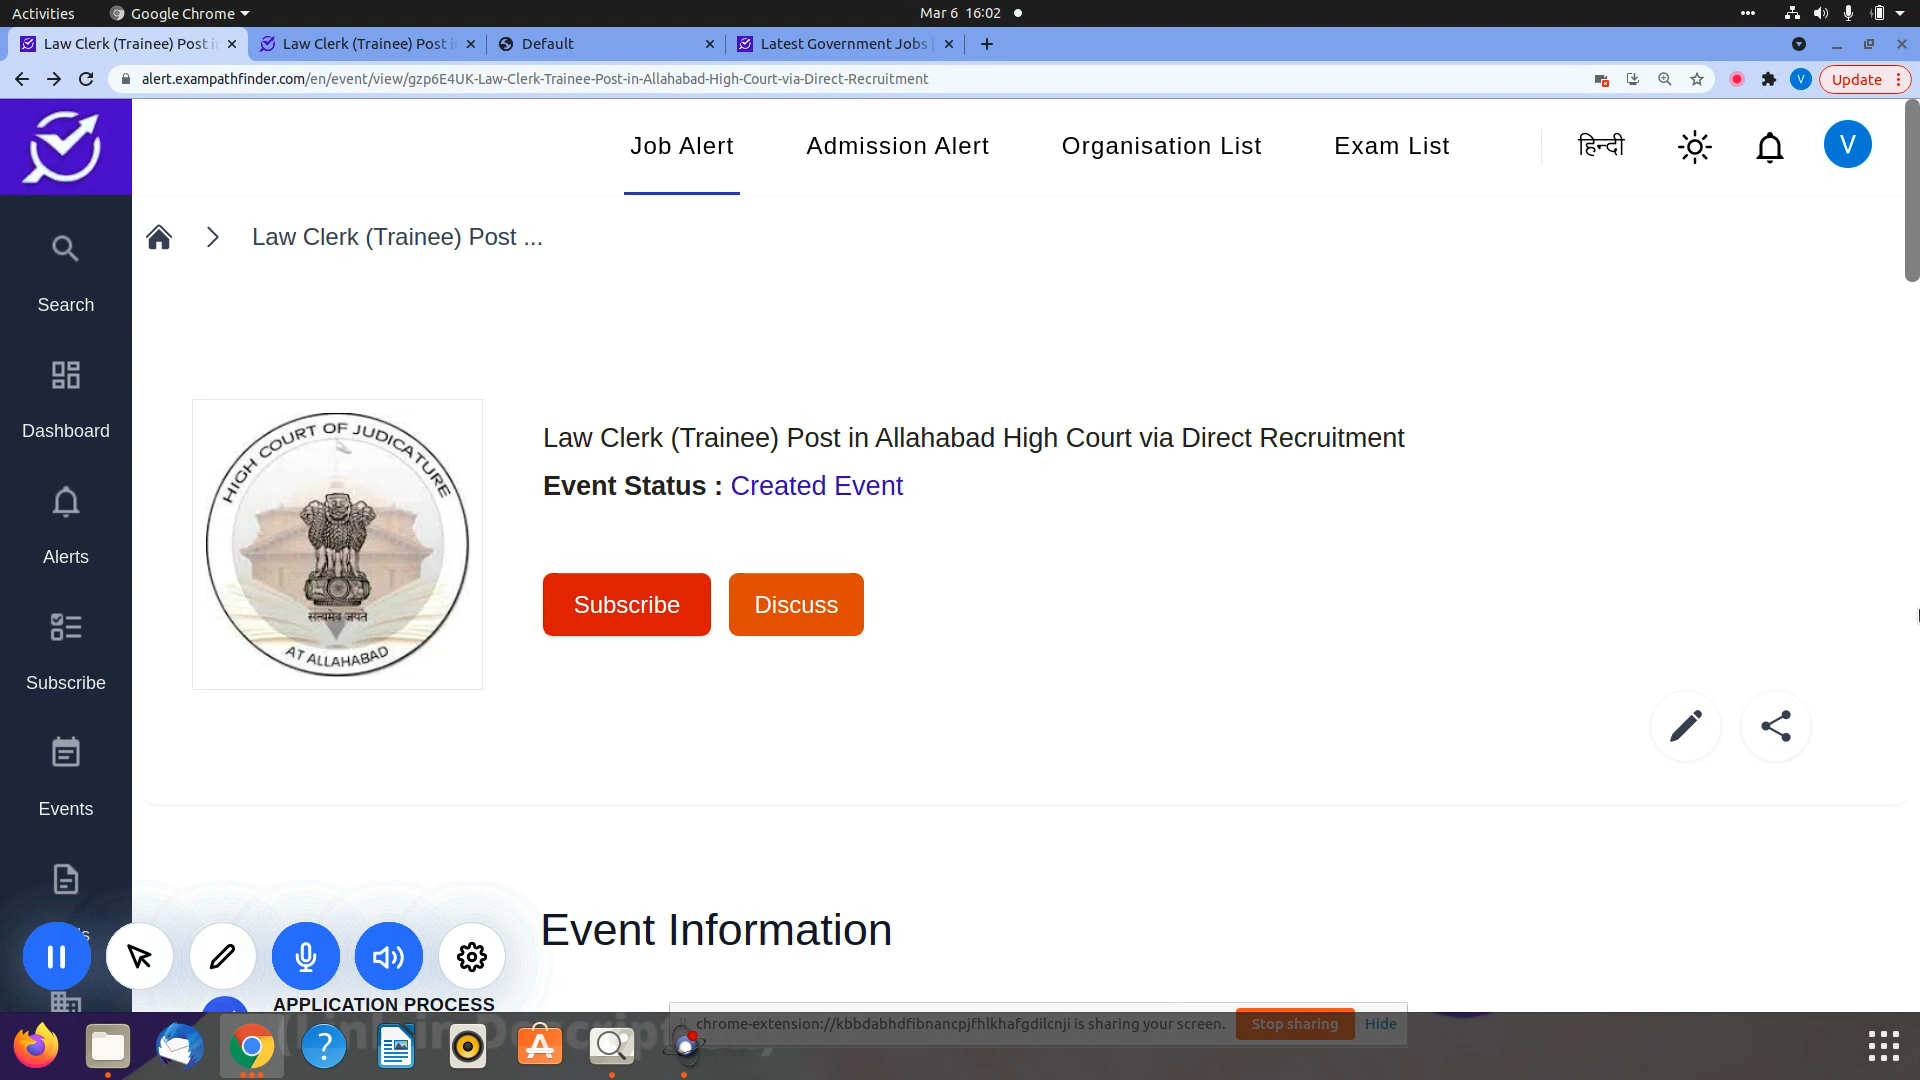 Activities
Google Chrome
Mar 6 16:02
Law Clerk (Trainee) Post in
Law Clerk (Trainee) Post i
Default
Latest Government Jobs
alert.exampathfinder.com/en/event/view/gzp6E4UK-Law-Clerk-Trainee-Post-in-Allahabad-High-Court-via-Direct-Recruitment
V
Update
Job Alert
Admission Alert
Organisation List
Exam List
हिन्दी
V
Law Clerk (Trainee) Post ...
Search
Dashboard
Alerts
Subscribe
Events
HIGH COURT OF JUDICATURE
सत्यमेव जयते
AT ALLAHABAD
Law Clerk (Trainee) Post in Allahabad High Court via Direct Recruitment
Event Status : Created Event
Subscribe
Discuss
Event Information
APPLICATION PROCESS
chrome-extension://kbbdabhdfibnancpjfhlkhafgdilcnji is sharing your screen.
Stop sharing
Hide